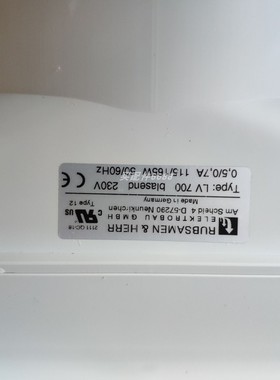 RUBSAMEN & HERR
ELEKTROBAU GMBH
Am Scheid 4 D-57290 Neunkirchen
Made in Germany
Type: LV 700 blasend 230V
0,5/0,7A 115/165W 50/60Hz
c UL US
Type 12
CE